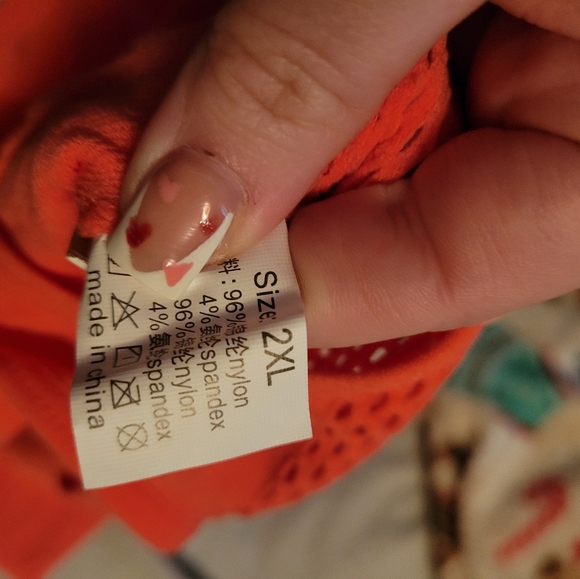 Size: 2XL
料:96%锦纶nylon
4%氨纶spandex
96%锦纶nylon
4%氨纶spandex
made in china